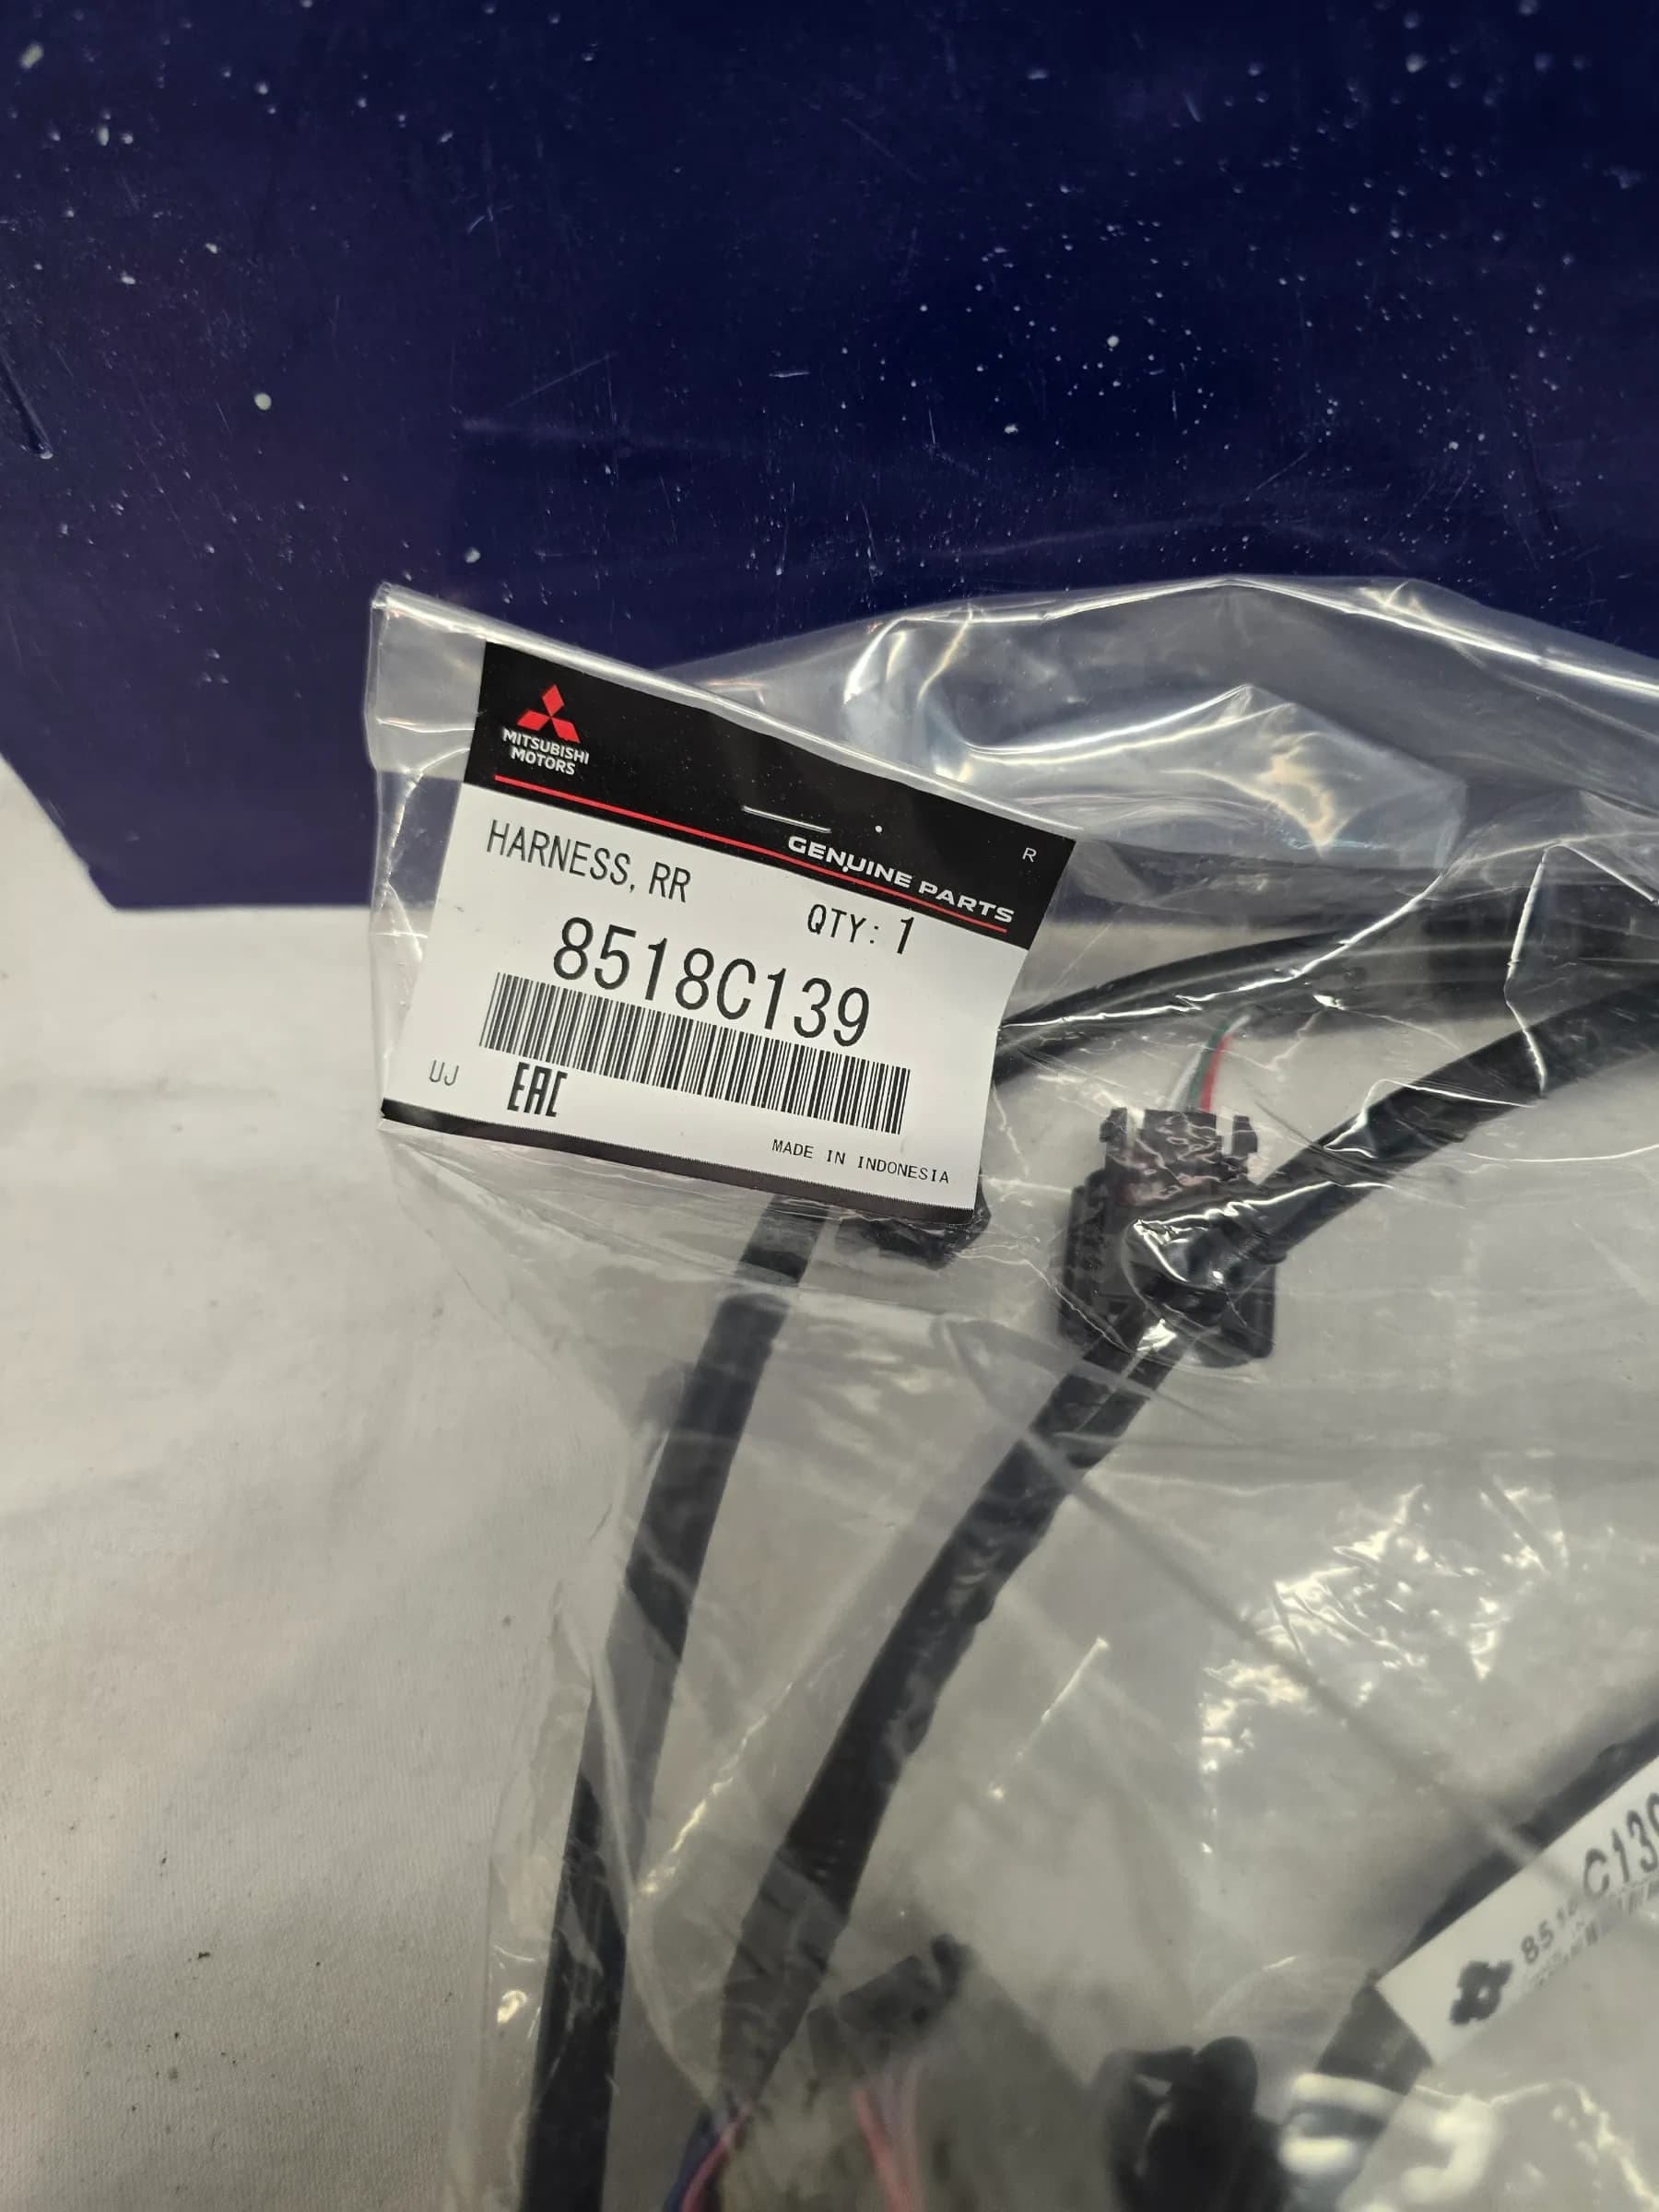 MITSUBISHI
MOTORS
GENUINE PARTS
R
HARNESS, RR
QTY: 1
8518C139
UJ
EAC
MADE IN INDONESIA